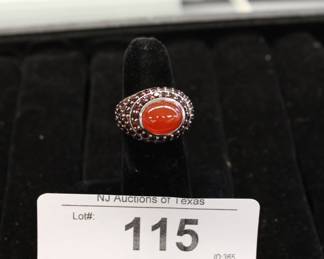 NJ Auctions of Texas
Lot#:
115
ID:365